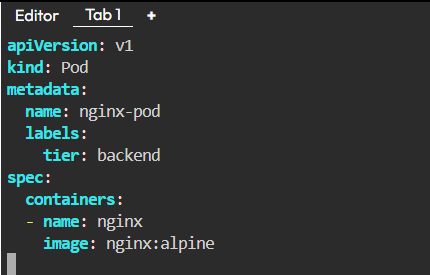 Editor Tab 1 +
apiVersion: v1
kind: Pod
metadata:
  name: nginx-pod
  labels:
    tier: backend
spec:
  containers:
  - name: nginx
    image: nginx:alpine